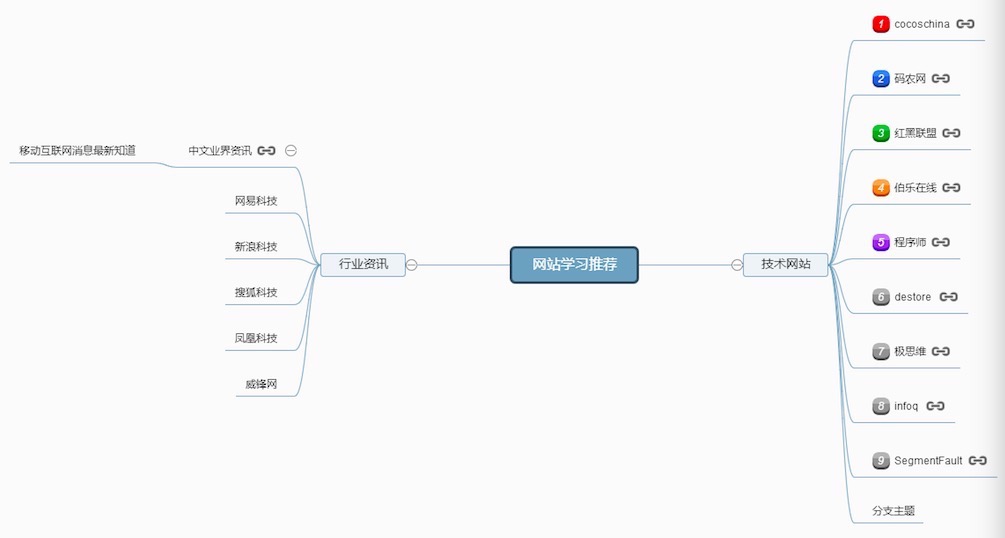 网站学习推荐
技术网站
1 cocoschina
2 码农网
3 红黑联盟
4 伯乐在线
5 程序师
6 destore
7 极思维
8 infoq
9 SegmentFault
分支主题
行业资讯
中文业界资讯
移动互联网消息最新知道
网易科技
新浪科技
搜狐科技
凤凰科技
威锋网